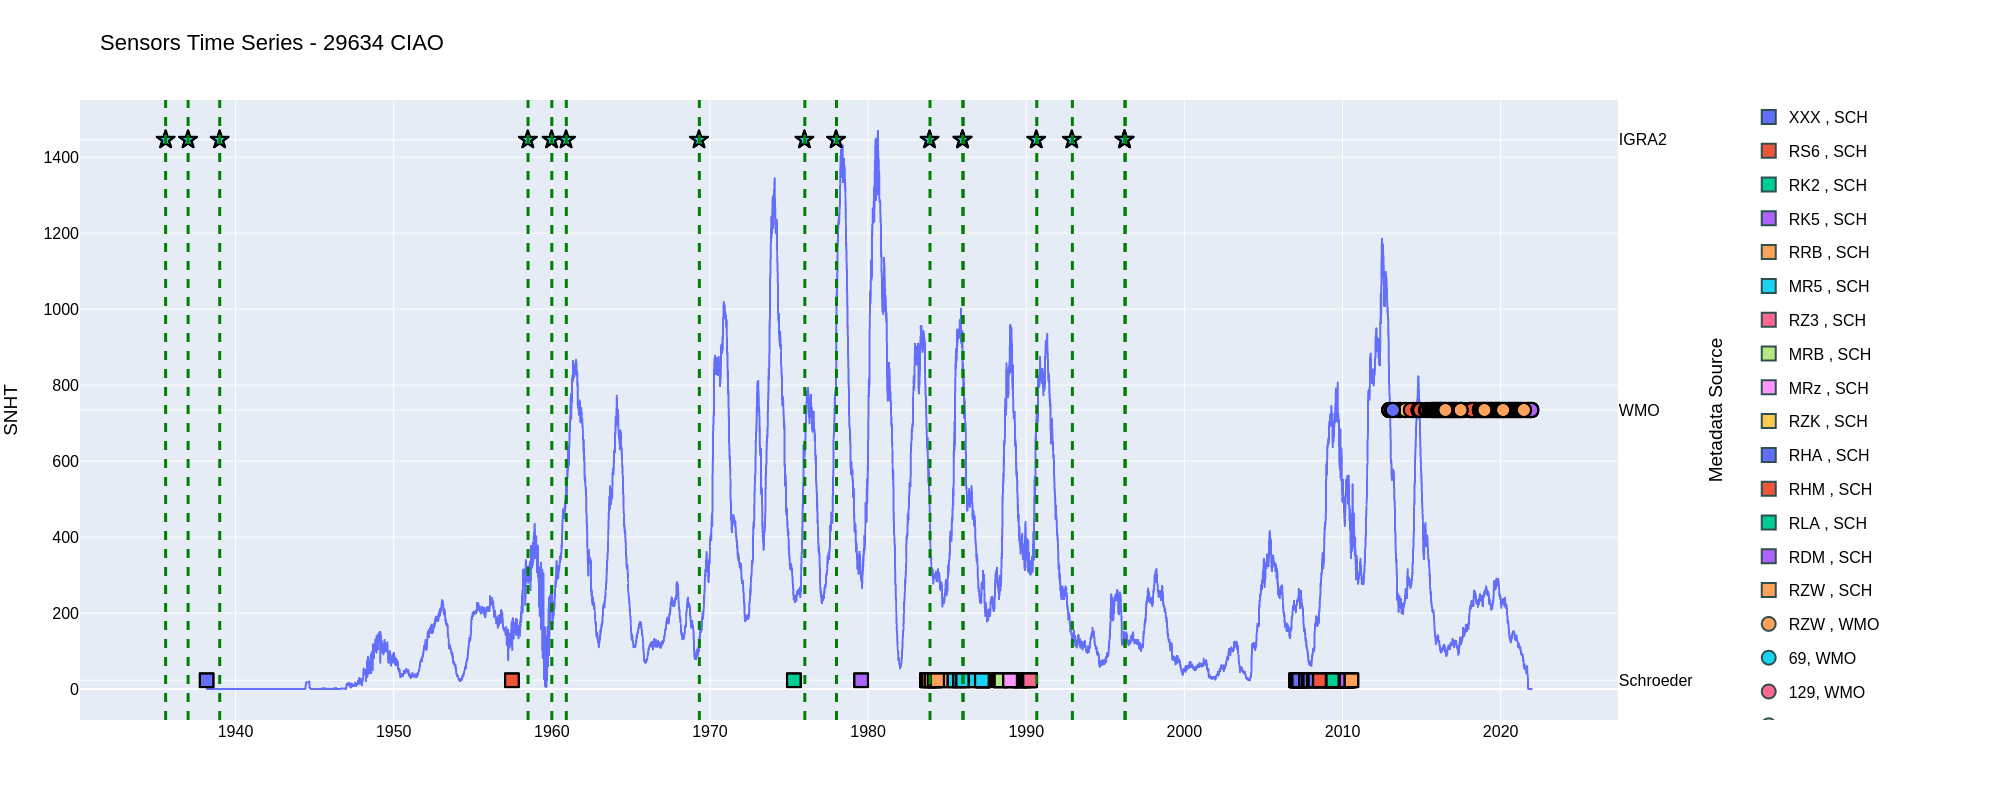 Sensors Time Series - 29634 CIAO
SNHT
1400
1200
1000
800
600
400
200
0
1940
1950
1960
1970
1980
1990
2000
2010
2020
IGRA2
WMO
Schroeder
Metadata Source
XXX , SCH
RS6 , SCH
RK2 , SCH
RK5 , SCH
RRB , SCH
MR5 , SCH
RZ3 , SCH
MRB , SCH
MRz , SCH
RZK , SCH
RHA , SCH
RHM , SCH
RLA , SCH
RDM , SCH
RZW , SCH
RZW , WMO
69, WMO
129, WMO